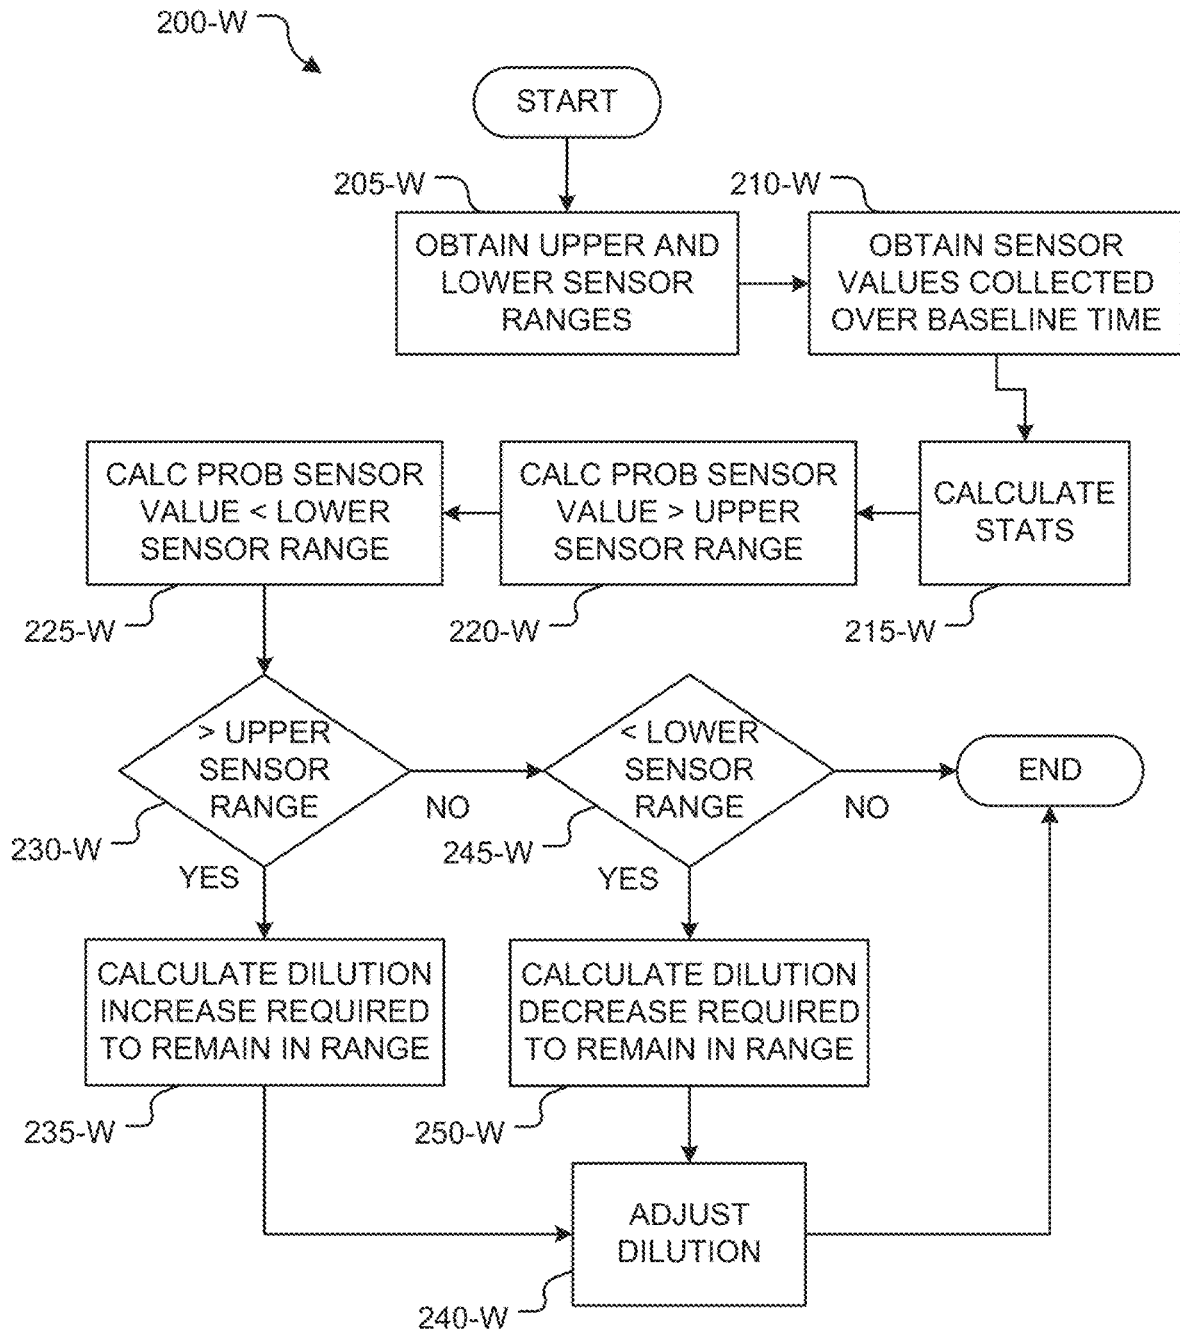 200-W
START
205-W
210-W
OBTAIN UPPER AND
LOWER SENSOR
RANGES
OBTAIN SENSOR
VALUES COLLECTED
OVER BASELINE TIME
CALC PROB SENSOR
VALUE < LOWER
SENSOR RANGE
CALC PROB SENSOR
VALUE > UPPER
SENSOR RANGE
CALCULATE
STATS
225-W
220-W
215-W
> UPPER
SENSOR
RANGE
< LOWER
SENSOR
RANGE
END
NO
NO
230-W
245-W
YES
YES
CALCULATE DILUTION
INCREASE REQUIRED
TO REMAIN IN RANGE
CALCULATE DILUTION
DECREASE REQUIRED
TO REMAIN IN RANGE
235-W
250-W
ADJUST
DILUTION
240-W